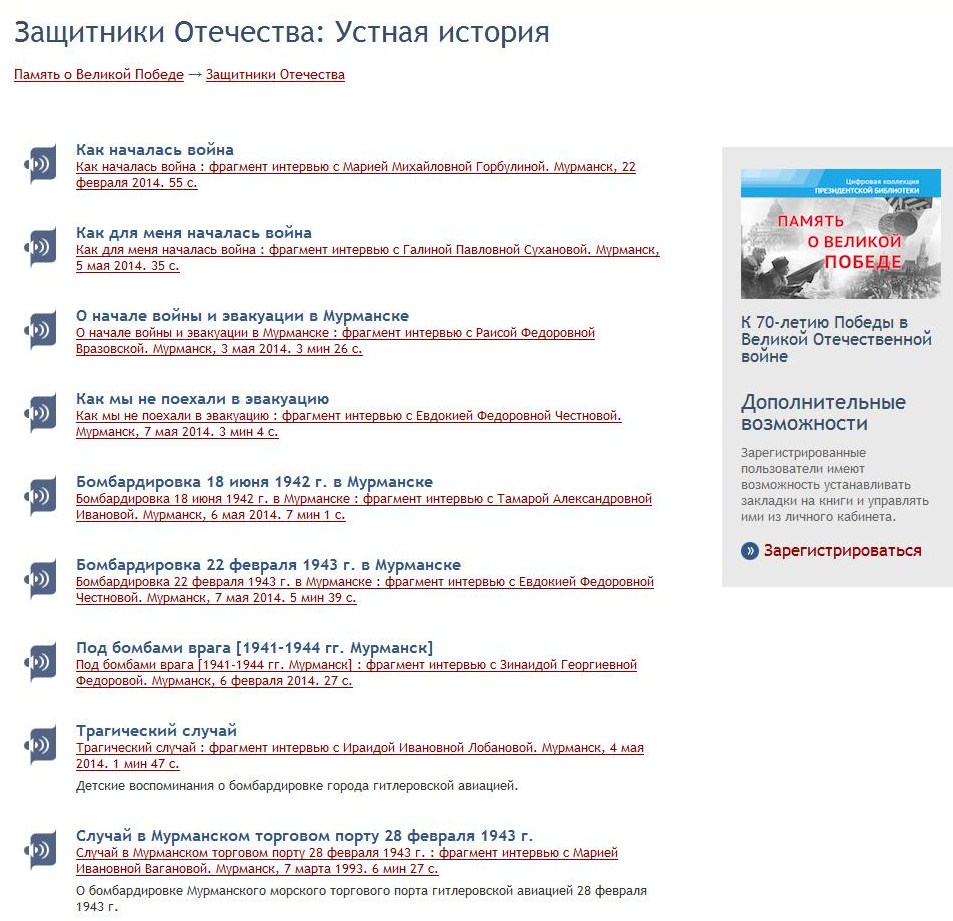 Защитники Отечества: Устная история
Память о Великой Победе → Защитники Отечества
Как началась война
Как началась война : фрагмент интервью с Марией Михайловной Горбулиной. Мурманск, 22
февраля 2014. 55 с.
Как для меня началась война
Как для меня началась война : фрагмент интервью с Галиной Павловной Сухановой. Мурманск,
5 мая 2014. 35 с.
О начале войны и эвакуации в Мурманске
О начале войны и эвакуации в Мурманске : фрагмент интервью с Раисой Федоровной
Вразовской. Мурманск, 3 мая 2014. 3 мин 26 с.
Как мы не поехали в эвакуацию
Как мы не поехали в эвакуацию : фрагмент интервью с Евдокией Федоровной Честновой.
Мурманск, 7 мая 2014. 3 мин 4 с.
Бомбардировка 18 июня 1942 г. в Мурманске
Бомбардировка 18 июня 1942 г. в Мурманске : фрагмент интервью с Тамарой Александровной
Ивановой. Мурманск, 6 мая 2014. 7 мин 1 с.
Бомбардировка 22 февраля 1943 г. в Мурманске
Бомбардировка 22 февраля 1943 г. в Мурманске : фрагмент интервью с Евдокией Федоровной
Честновой. Мурманск, 7 мая 2014. 5 мин 39 с.
Под бомбами врага [1941-1944 гг. Мурманск]
Под бомбами врага [1941-1944 гг. Мурманск] : фрагмент интервью с Зинаидой Георгиевной
Федоровой. Мурманск, 6 февраля 2014. 27 с.
Трагический случай
Трагический случай : фрагмент интервью с Ираидой Ивановной Лобановой. Мурманск, 4 мая
2014. 1 мин 47 с.
Детские воспоминания о бомбардировке города гитлеровской авиацией.
Случай в Мурманском торговом порту 28 февраля 1943 г.
Случай в Мурманском торговом порту 28 февраля 1943 г. : фрагмент интервью с Марией
Ивановной Вагановой. Мурманск, 7 марта 1993. 6 мин 27 с.
О бомбардировке Мурманского морского торгового порта гитлеровской авиацией 28 февраля
1943 г.
Цифровая коллекция
ПРЕЗИДЕНТСКОЙ БИБЛИОТЕКИ
ПАМЯТЬ
О ВЕЛИКОЙ
ПОБЕДЕ
К 70-летию Победы в
Великой Отечественной
войне
Дополнительные
возможности
Зарегистрированные
пользователи имеют
возможность устанавливать
закладки на книги и управлять
ими из личного кабинета.
Зарегистрироваться